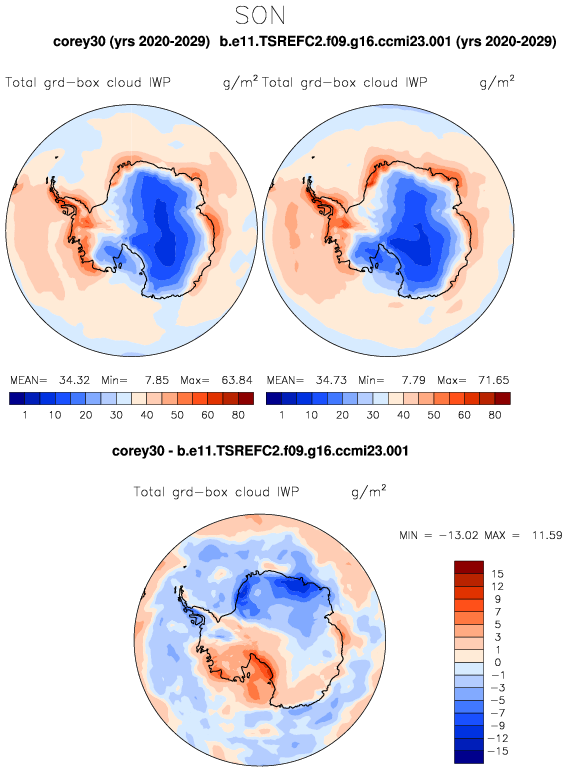 SON
corey30 (yrs 2020-2029) b.e11.TSREFC2.f09.g16.ccmi23.001 (yrs 2020-2029)
Total grd-box cloud IWP g/m² Total grd-box cloud IWP g/m²
MEAN= 34.32 Min= 7.85 Max= 63.84 MEAN= 34.73 Min= 7.79 Max= 71.65
1 10 20 30 40 50 60 80 1 10 20 30 40 50 60 80
corey30 - b.e11.TSREFC2.f09.g16.ccmi23.001
Total grd-box cloud IWP g/m²
MIN = -13.02 MAX = 11.59
15
12
9
7
5
3
1
0
-1
-3
-5
-7
-9
-12
-15